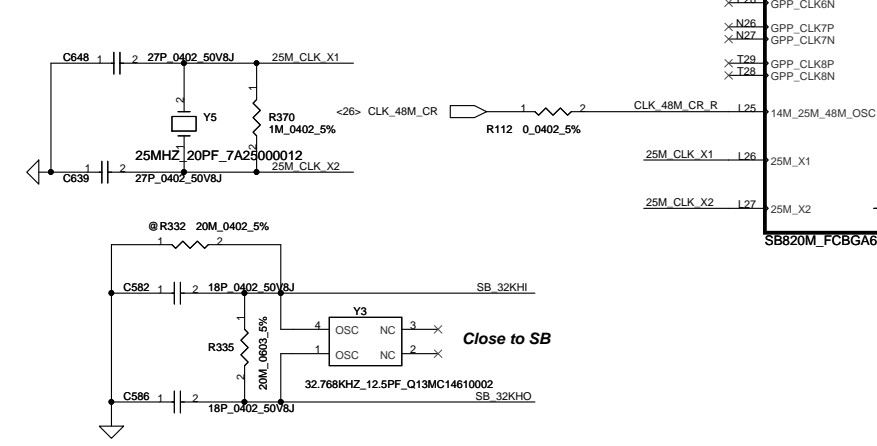 GPP_CLK6N
N26 GPP_CLK7P
N27 GPP_CLK7N
T29 GPP_CLK8P
T28 GPP_CLK8N
C648 1 2 27P_0402_50V8J 25M_CLK_X1
2 1 Y5
1 2 R370
1M_0402_5%
25MHZ_20PF_7A25000012
C639 1 2 27P_0402_50V8J 25M_CLK_X2
<26> CLK_48M_CR 1 2 CLK_48M_CR_R L25 14M_25M_48M_OSC
R112 0_0402_5%
25M_CLK_X1 L26 25M_X1
25M_CLK_X2 L27 25M_X2
SB820M_FCBGA6
@R332 20M_0402_5%
1 2
C582 1 2 18P_0402_50V8J SB_32KHI
R335 1 2 20M_0603_5%
Y3
4 OSC NC 3
1 OSC NC 2
Close to SB
32.768KHZ_12.5PF_Q13MC14610002
C586 1 2 18P_0402_50V8J SB_32KHO